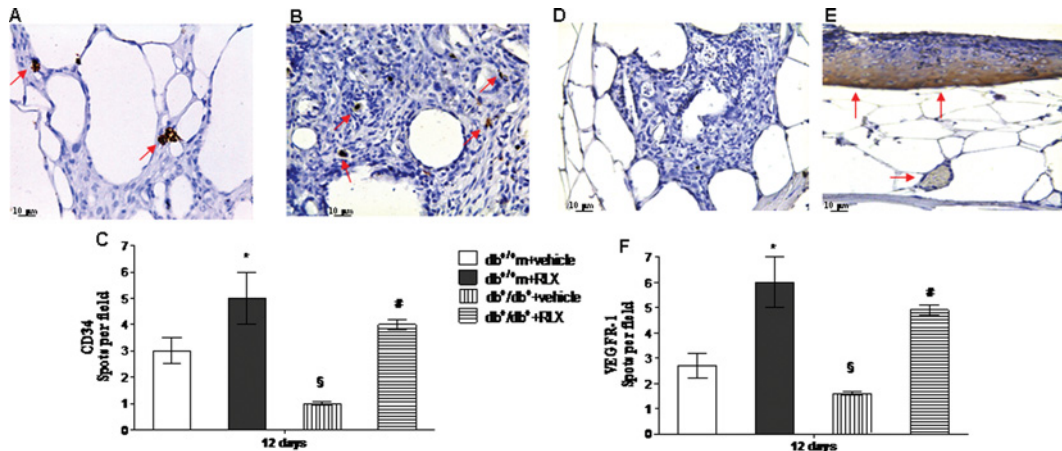 A
B
D
E
10 µm
10 µm
10 µm
10 µm
C
CD34
Spots per field
7
6
5
4
3
2
1
0
*
§
#
12 days
db+/+m+vehicle
db+/+m+RLX
db+/db++vehicle
db+/db++RLX
F
VEGFR-1
Spots per field
7
6
5
4
3
2
1
0
*
§
#
12 days